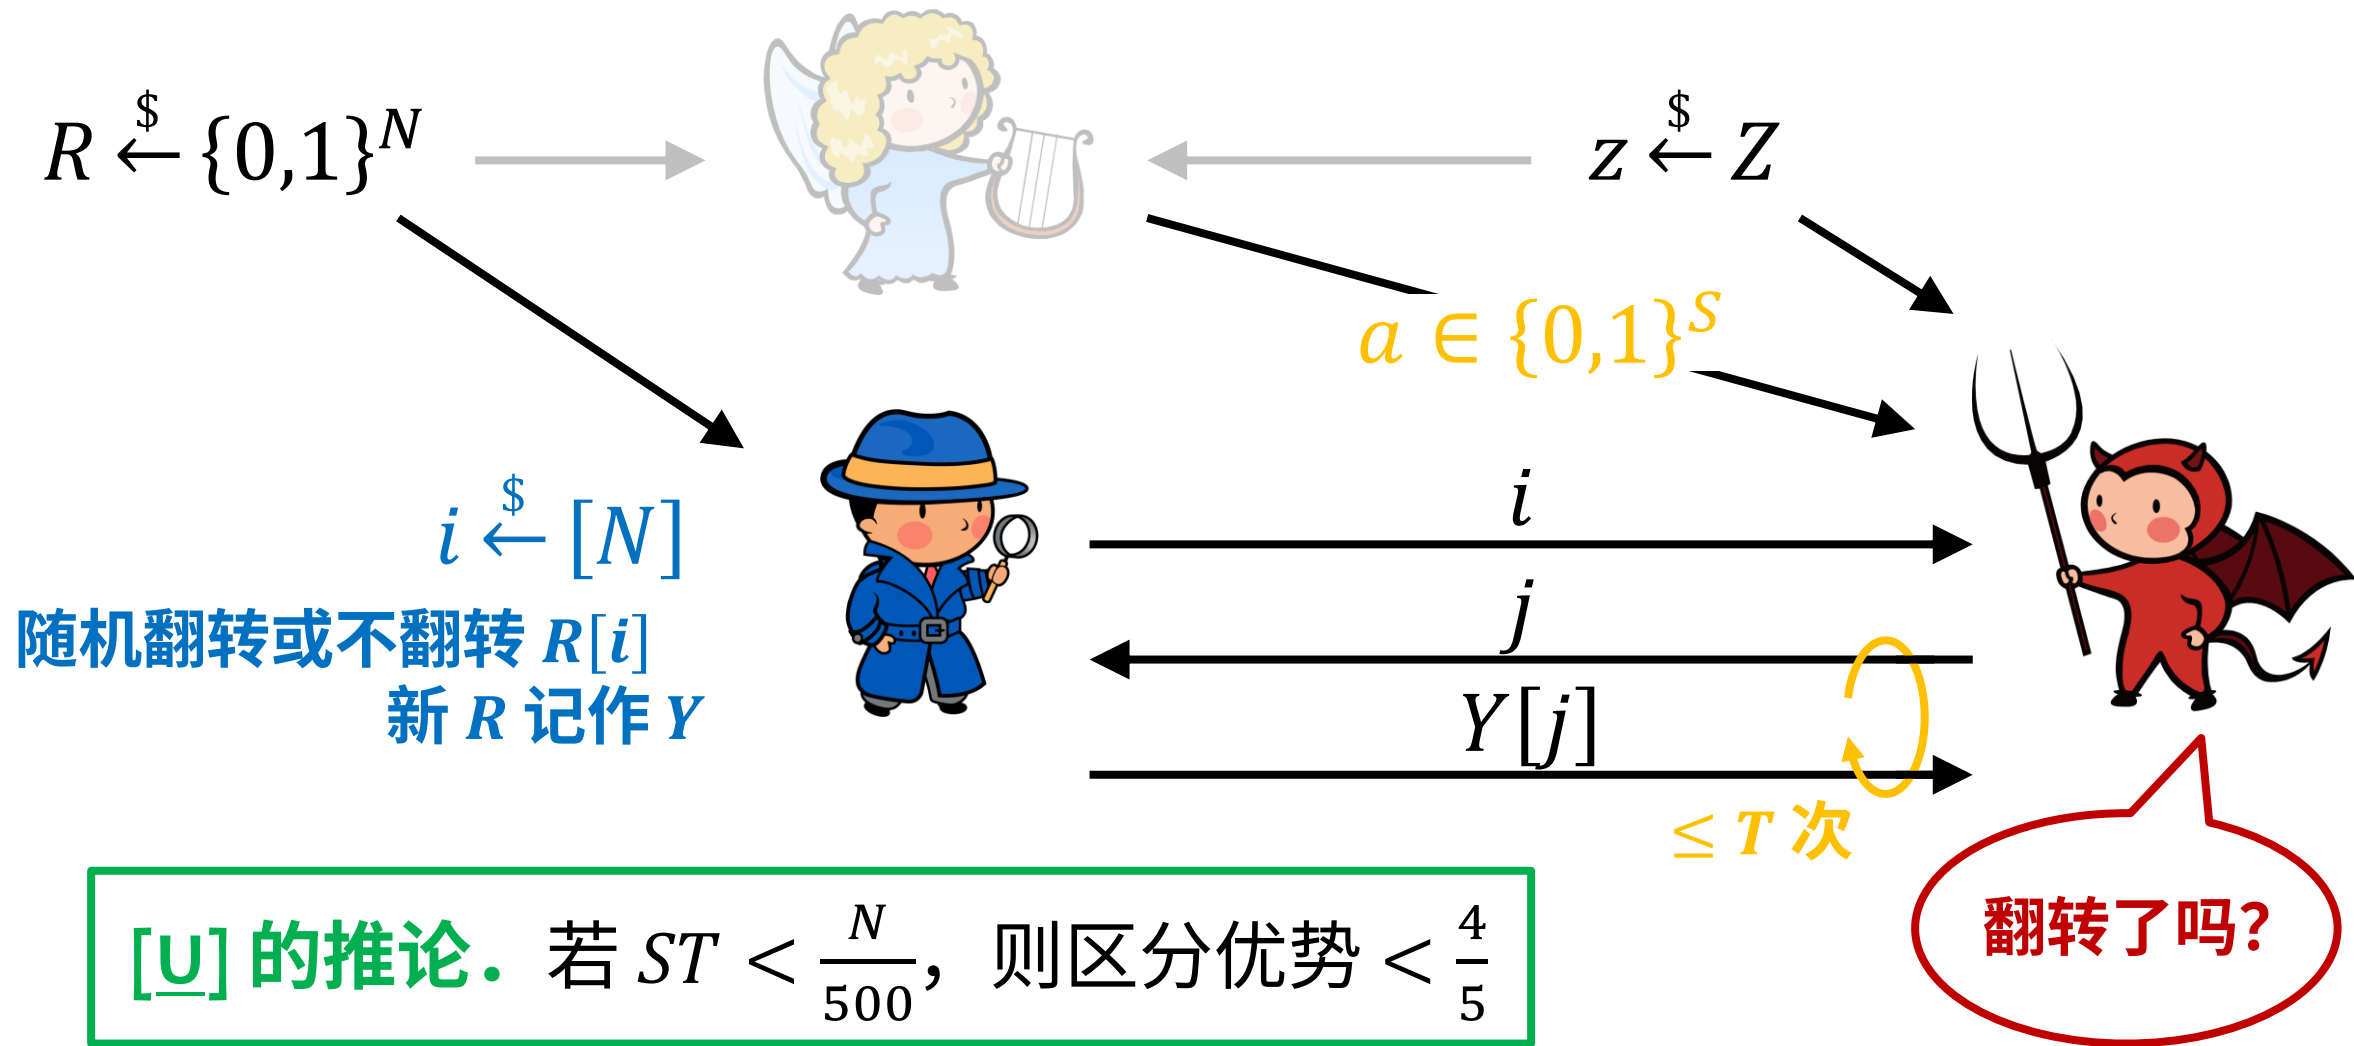 R ←$ {0,1}^N
z ←$ Z
a ∈ {0,1}^S
i ←$ [N]
随机翻转或不翻转 R[i]
新 R 记作 Y
i
j
Y[j]
≤ T 次
翻转了吗？
[U] 的推论． 若 ST < N/500， 则区分优势 < 4/5